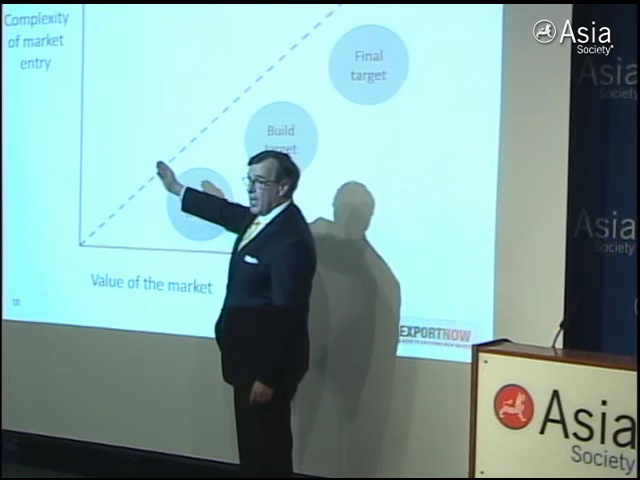 Complexity
of market
entry
Final
target
Build
target
Value of the market
10
EXPORTNOW
Asia
Society
Asia
Society
Asia
Society
Asia
Society